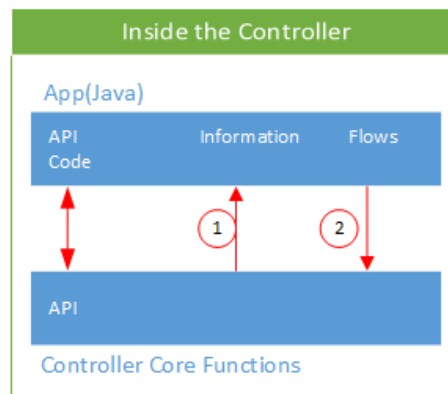 Inside the Controller
App(Java)
API Information Flows
Code
1 2
API
Controller Core Functions